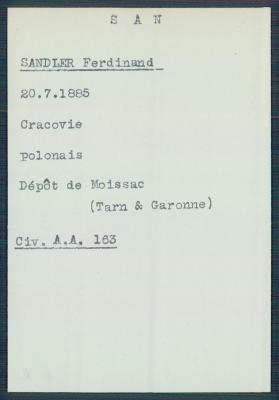 S A N
SANDLER Ferdinand
20.7.1885
Cracovie
polonais
Dépôt de Moissac
(Tarn & Garonne)
Civ. A.A. 163